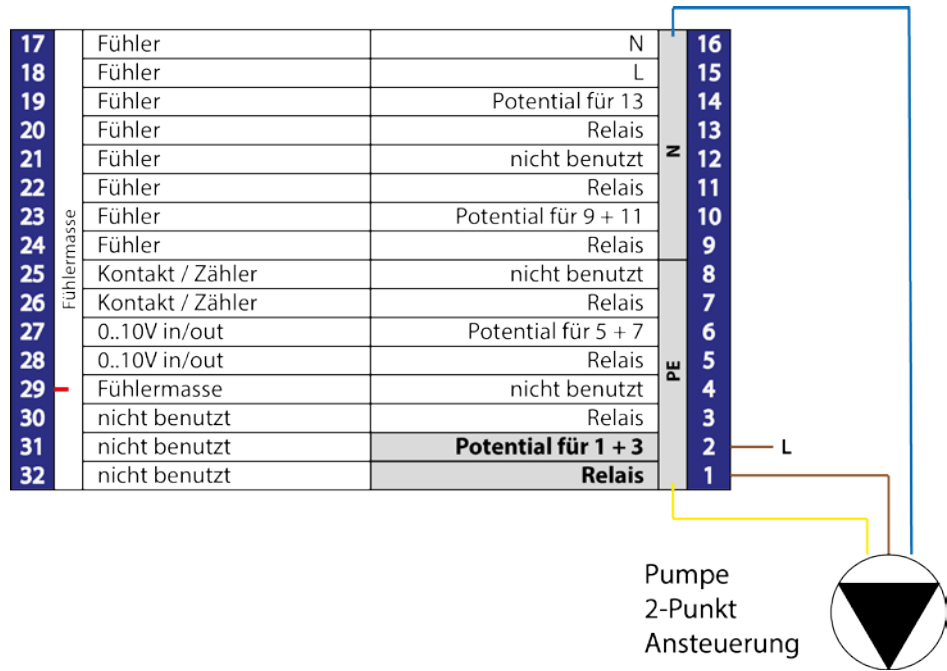 17 Fühler N 16
18 Fühler L 15
19 Fühler Potential für 13 14
20 Fühler Relais 13
21 Fühler nicht benutzt 12
22 Fühler Relais 11
23 Fühler Potential für 9 + 11 10
24 Fühler Relais 9
25 Kontakt / Zähler nicht benutzt 8
26 Kontakt / Zähler Relais 7
27 0..10V in/out Potential für 5 + 7 6
28 0..10V in/out Relais 5
29 Fühlermasse nicht benutzt 4
30 nicht benutzt Relais 3
31 nicht benutzt Potential für 1 + 3 2 L
32 nicht benutzt Relais 1
Fühlermasse
N
PE
Pumpe
2-Punkt
Ansteuerung